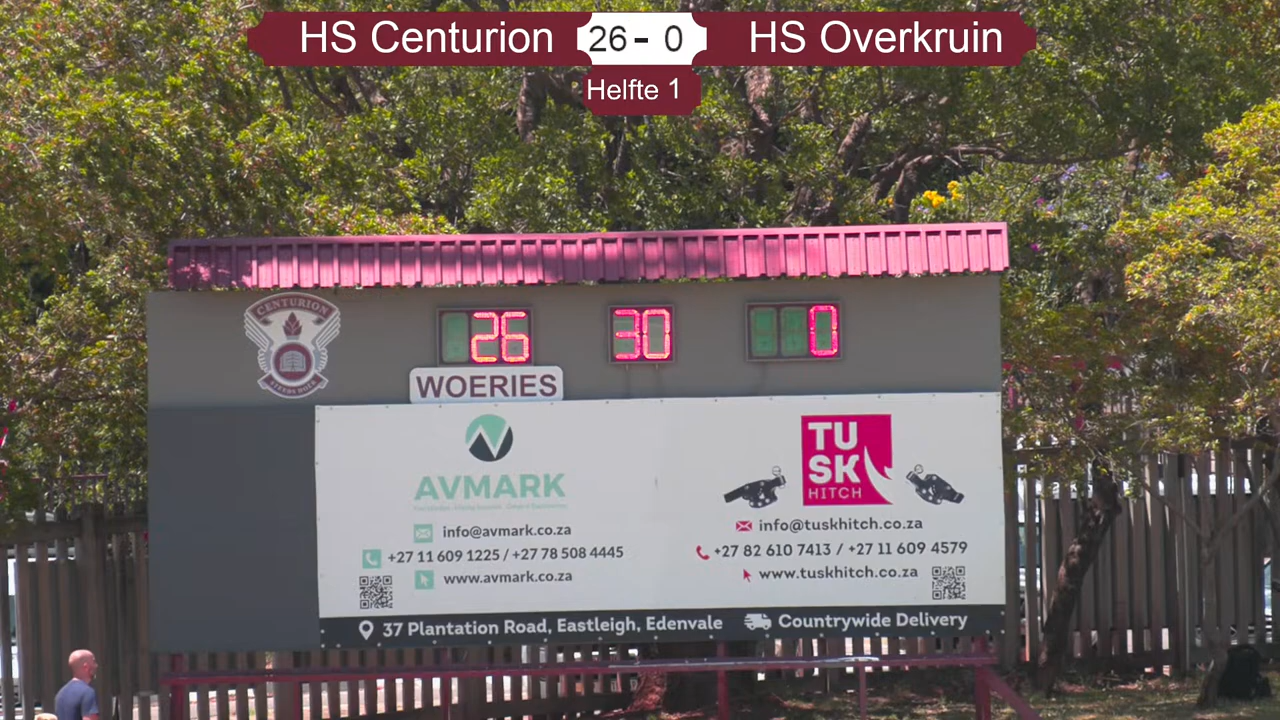 HS Centurion 26 - 0 HS Overkruin
Helfte 1
CENTURION
26 30 0
WOERIES
AVMARK
info@avmark.co.za
+27 11 609 1225 / +27 78 508 4445
www.avmark.co.za
TUSK
HITCH
info@tuskhitch.co.za
+27 82 610 7413 / +27 11 609 4579
www.tuskhitch.co.za
37 Plantation Road, Eastleigh, Edenvale Countrywide Delivery